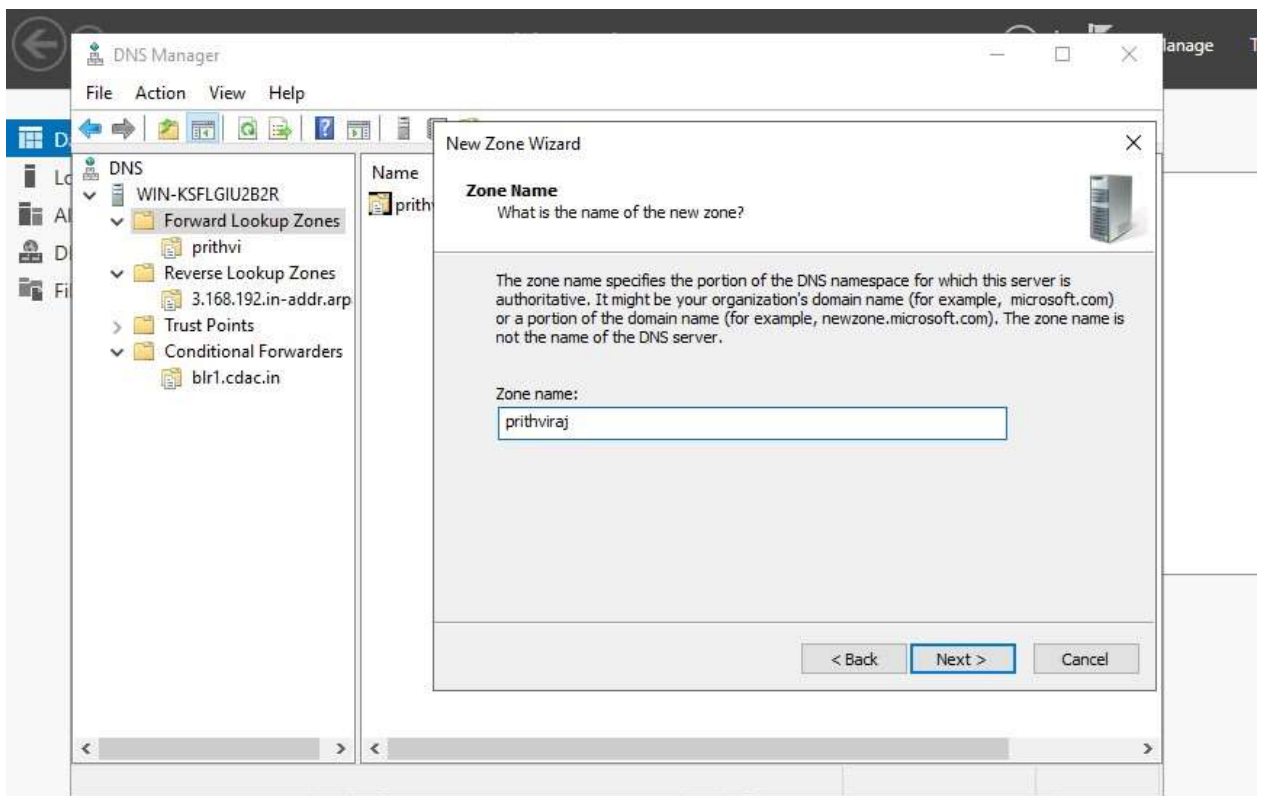 anage
DNS Manager
File Action View Help
DNS
WIN-KSFLGIU2B2R
Forward Lookup Zones
prithvi
Reverse Lookup Zones
3.168.192.in-addr.arp
Trust Points
Conditional Forwarders
blr1.cdac.in
Name
prith
New Zone Wizard
Zone Name
What is the name of the new zone?
The zone name specifies the portion of the DNS namespace for which this server is
authoritative. It might be your organization's domain name (for example, microsoft.com)
or a portion of the domain name (for example, newzone.microsoft.com). The zone name is
not the name of the DNS server.
Zone name:
prithviraj
< Back Next > Cancel